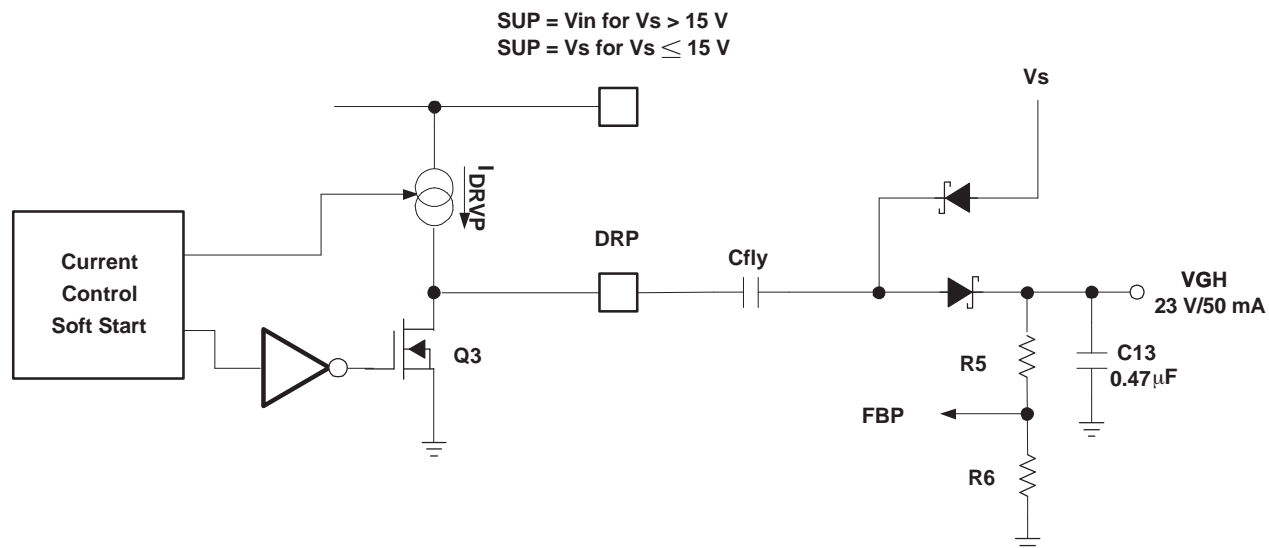 SUP = Vin for Vs > 15 V
SUP = Vs for Vs ≤ 15 V
Vs
IDRVP
Current
Control
Soft Start
DRP
Cfly
VGH
23 V/50 mA
Q3
R5
C13
0.47μF
FBP
R6